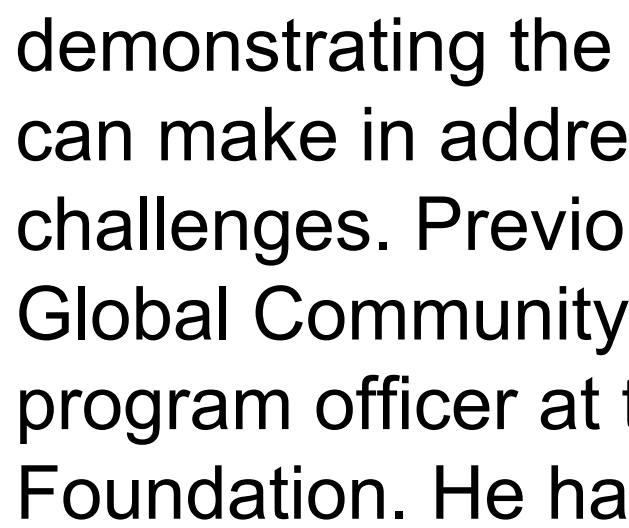 demonstrating the
can make in addre
challenges. Previo
Global Community
program officer at t
Foundation. He ha